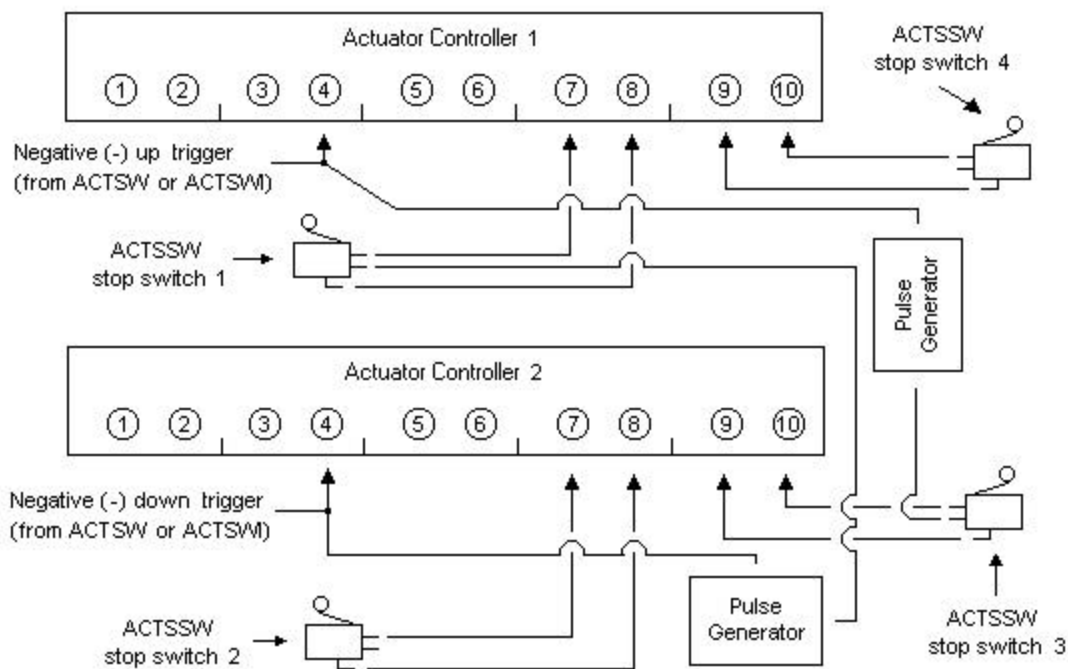 Actuator Controller 1
ACTSSW
stop switch 4
1 2 3 4 5 6 7 8 9 10
Negative (-) up trigger
(from ACTSW or ACTSWI)
ACTSSW
stop switch 1
Pulse
Generator
Actuator Controller 2
1 2 3 4 5 6 7 8 9 10
Negative (-) down trigger
(from ACTSW or ACTSWI)
ACTSSW
stop switch 2
Pulse
Generator
ACTSSW
stop switch 3